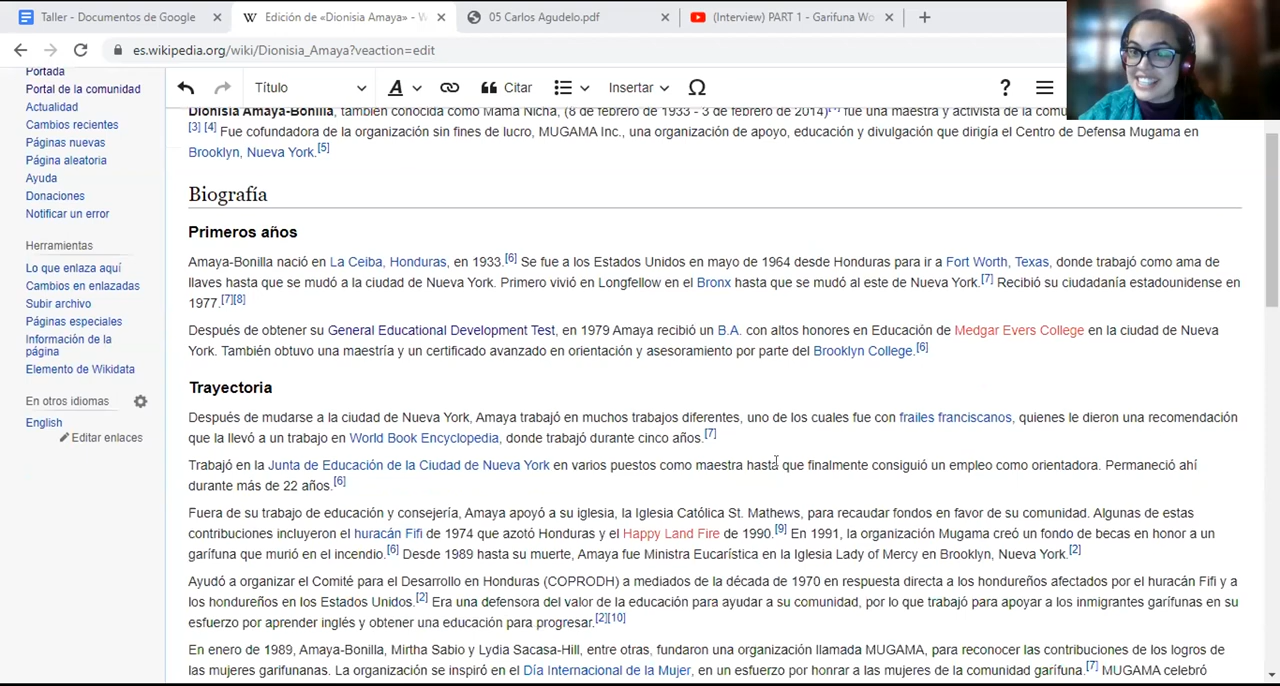 Taller - Documentos de Google
Edición de «Dionisia Amaya» - W
05 Carlos Agudelo.pdf
(Interview) PART 1 - Garifuna Wo
es.wikipedia.org/wiki/Dionisia_Amaya?veaction=edit
Portada
Portal de la comunidad
Actualidad
Cambios recientes
Páginas nuevas
Página aleatoria
Ayuda
Donaciones
Notificar un error
Herramientas
Lo que enlaza aquí
Cambios en enlazadas
Subir archivo
Páginas especiales
Información de la
página
Elemento de Wikidata
En otros idiomas
English
Editar enlaces
Título
A
Citar
Insertar
Ω
?
Dionisia Amaya-Bonilla, también conocida como Mama Nicha, (8 de febrero de 1933 - 3 de febrero de 2014) fue una maestra y activista de la comu
[3] [4] Fue cofundadora de la organización sin fines de lucro, MUGAMA Inc., una organización de apoyo, educación y divulgación que dirigía el Centro de Defensa Mugama en
Brooklyn, Nueva York.[5]
Biografía
Primeros años
Amaya-Bonilla nació en La Ceiba, Honduras, en 1933.[6] Se fue a los Estados Unidos en mayo de 1964 desde Honduras para ir a Fort Worth, Texas, donde trabajó como ama de
llaves hasta que se mudó a la ciudad de Nueva York. Primero vivió en Longfellow en el Bronx hasta que se mudó al este de Nueva York.[7] Recibió su ciudadanía estadounidense en
1977.[7][8]
Después de obtener su General Educational Development Test, en 1979 Amaya recibió un B.A. con altos honores en Educación de Medgar Evers College en la ciudad de Nueva
York. También obtuvo una maestría y un certificado avanzado en orientación y asesoramiento por parte del Brooklyn College.[6]
Trayectoria
Después de mudarse a la ciudad de Nueva York, Amaya trabajó en muchos trabajos diferentes, uno de los cuales fue con frailes franciscanos, quienes le dieron una recomendación
que la llevó a un trabajo en World Book Encyclopedia, donde trabajó durante cinco años.[7]
Trabajó en la Junta de Educación de la Ciudad de Nueva York en varios puestos como maestra hasta que finalmente consiguió un empleo como orientadora. Permaneció ahí
durante más de 22 años.[6]
Fuera de su trabajo de educación y consejería, Amaya apoyó a su iglesia, la Iglesia Católica St. Mathews, para recaudar fondos en favor de su comunidad. Algunas de estas
contribuciones incluyeron el huracán Fifi de 1974 que azotó Honduras y el Happy Land Fire de 1990.[9] En 1991, la organización Mugama creó un fondo de becas en honor a un
garífuna que murió en el incendio.[6] Desde 1989 hasta su muerte, Amaya fue Ministra Eucarística en la Iglesia Lady of Mercy en Brooklyn, Nueva York.[2]
Ayudó a organizar el Comité para el Desarrollo en Honduras (COPRODH) a mediados de la década de 1970 en respuesta directa a los hondureños afectados por el huracán Fifi y a
los hondureños en los Estados Unidos.[2] Era una defensora del valor de la educación para ayudar a su comunidad, por lo que trabajó para apoyar a los inmigrantes garífunas en su
esfuerzo por aprender inglés y obtener una educación para progresar.[2][10]
En enero de 1989, Amaya-Bonilla, Mirtha Sabio y Lydia Sacasa-Hill, entre otras, fundaron una organización llamada MUGAMA, para reconocer las contribuciones de los logros de
las mujeres garifunanas. La organización se inspiró en el Día Internacional de la Mujer, en un esfuerzo por honrar a las mujeres de la comunidad garífuna.[7] MUGAMA celebró